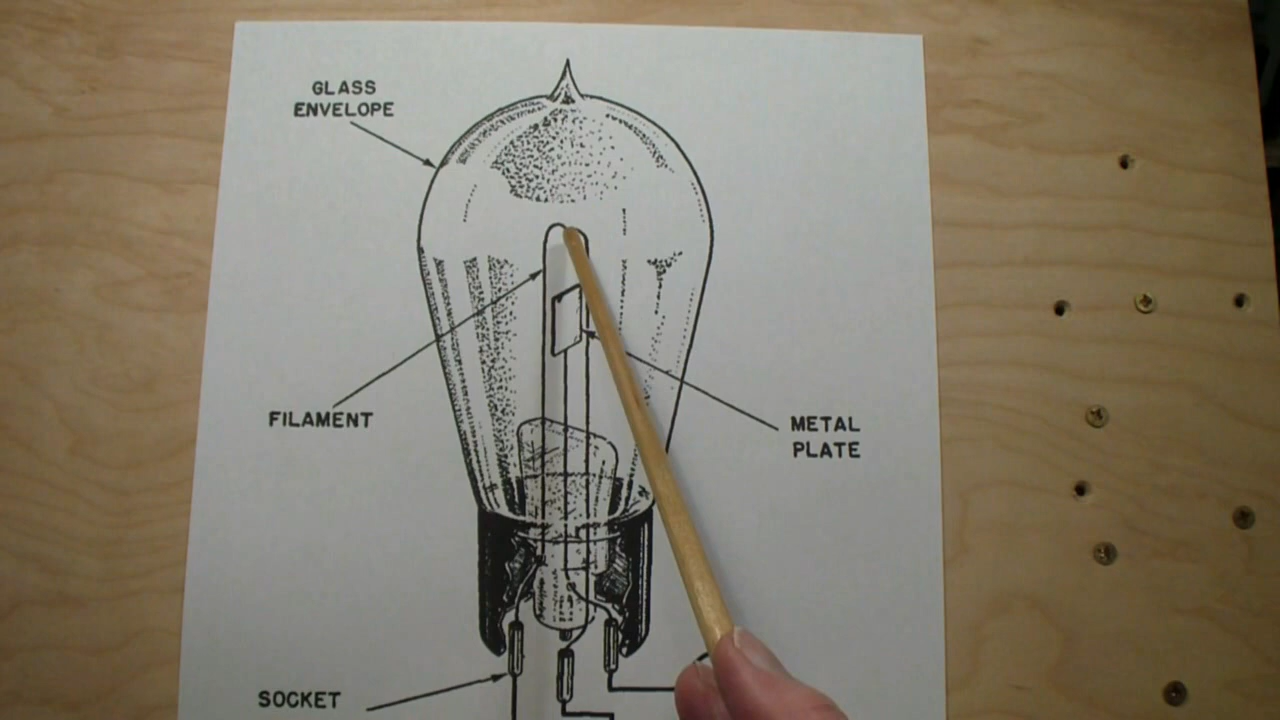 GLASS
ENVELOPE
FILAMENT
METAL
PLATE
SOCKET